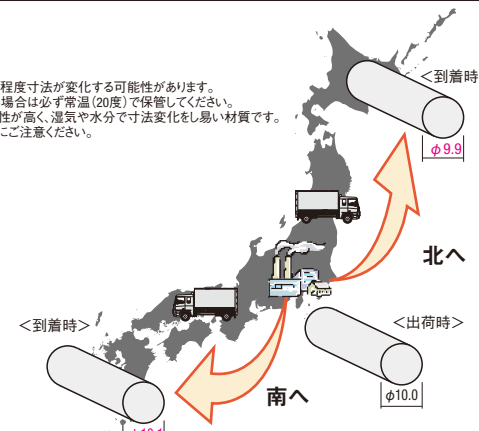 程度寸法が変化する可能性があります。
場合は必ず常温(20度)で保管してください。
性が高く、湿気や水分で寸法変化をし易い材質です。
にご注意ください。
<到着時
φ9.9
北へ
<到着時>
<出荷時>
φ10.0
南へ